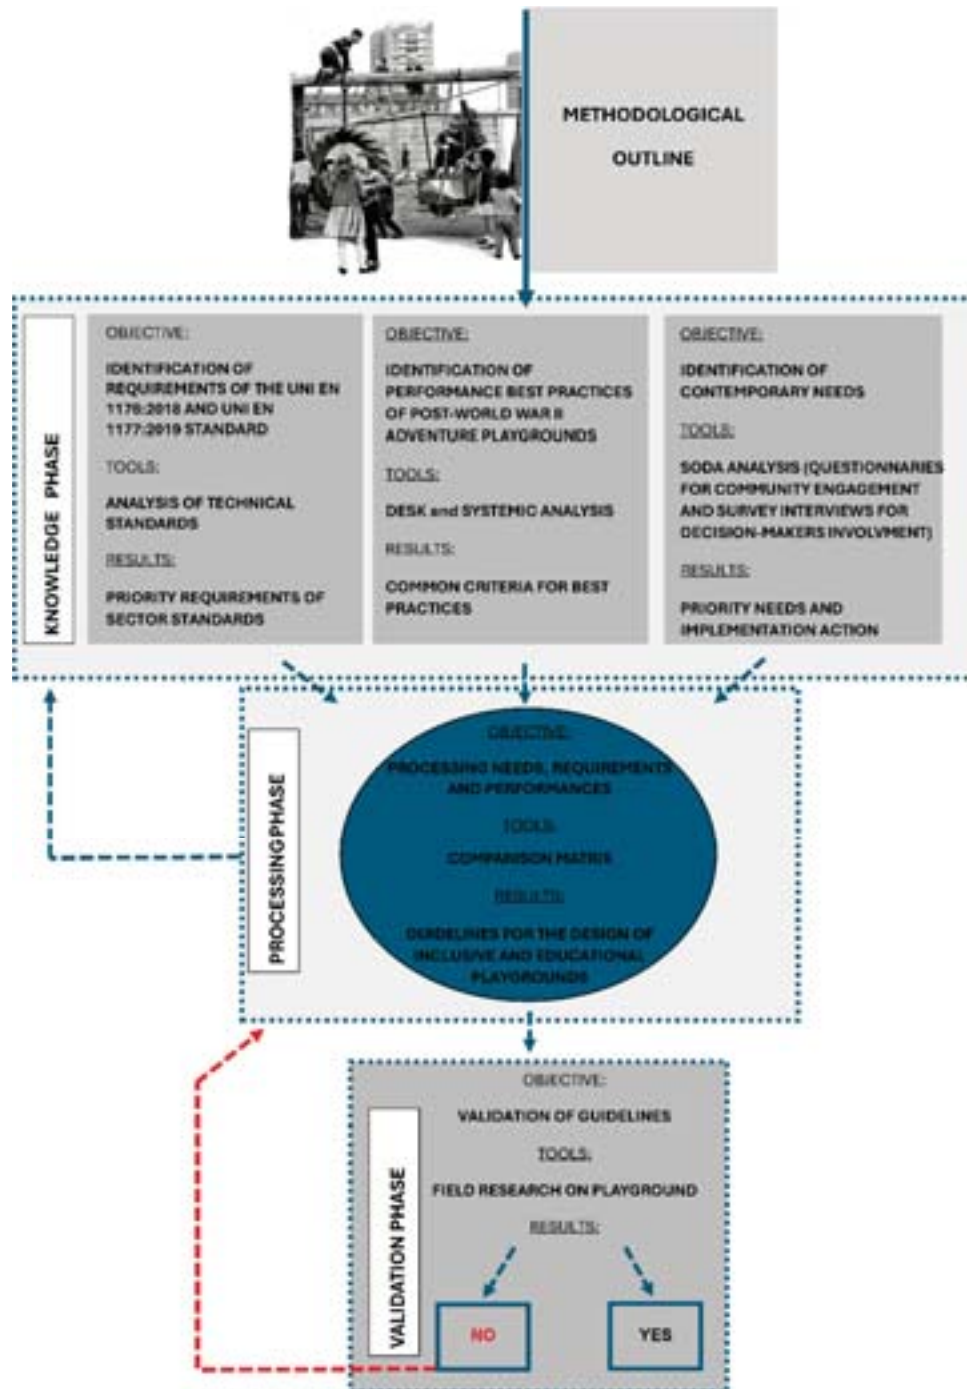 METHODOLOGICAL
OUTLINE
KNOWLEDGE PHASE
OBJECTIVE:
IDENTIFICATION OF
REQUIREMENTS OF THE UNI EN
1176:2018 AND UNI EN
1177:2019 STANDARD
TOOLS:
ANALYSIS OF TECHNICAL
STANDARDS
RESULTS:
PRIORITY REQUIREMENTS OF
SECTOR STANDARDS
OBJECTIVE:
IDENTIFICATION OF
PERFORMANCE BEST PRACTICES
OF POST-WORLD WAR II
ADVENTURE PLAYGROUNDS
TOOLS:
DESK and SYSTEMIC ANALYSIS
RESULTS:
COMMON CRITERIA FOR BEST
PRACTICES
OBJECTIVE:
IDENTIFICATION OF
CONTEMPORARY NEEDS
TOOLS:
SODA ANALYSIS (QUESTIONNARIES
FOR COMMUNITY ENGAGEMENT
AND SURVEY INTERVIEWS FOR
DECISION-MAKERS INVOLVMENT)
RESULTS:
PRIORITY NEEDS AND
IMPLEMENTATION ACTION
PROCESSING PHASE
OBJECTIVE:
PROCESSING NEEDS, REQUIREMENTS
AND PERFORMANCES
TOOLS:
COMPARISON MATRIX
RESULTS:
GUIDELINES FOR THE DESIGN OF
INCLUSIVE AND EDUCATIONAL
PLAYGROUNDS
VALIDATION PHASE
OBJECTIVE:
VALIDATION OF GUIDELINES
TOOLS:
FIELD RESEARCH ON PLAYGROUND
RESULTS:
NO
YES